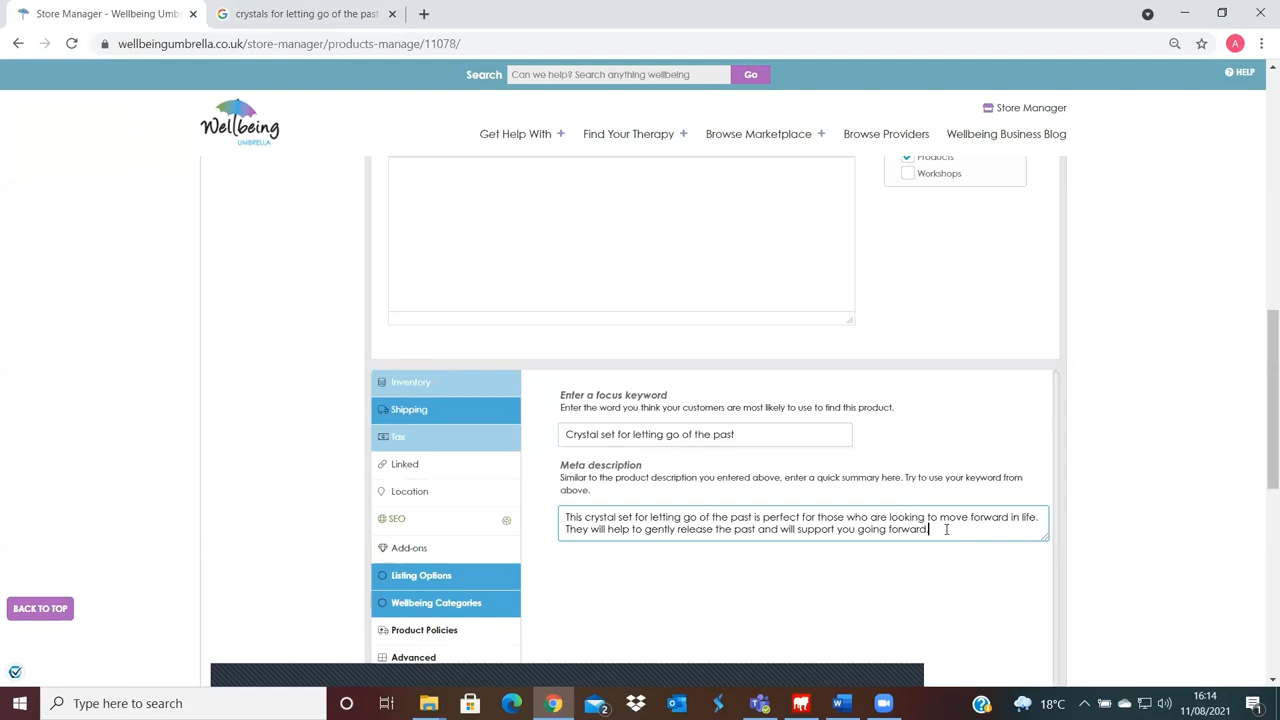 Store Manager - Wellbeing Umb
crystals for letting go of the past
wellbeingumbrella.co.uk/store-manager/products-manage/11078/
A
Search
Can we help? Search anything wellbeing
Go
HELP
Wellbeing
UMBRELLA
Store Manager
Get Help With +
Find Your Therapy +
Browse Marketplace +
Browse Providers
Wellbeing Business Blog
Products
Workshops
Inventory
Shipping
Tax
Linked
Location
SEO
Add-ons
Listing Options
Wellbeing Categories
Product Policies
Advanced
Enter a focus keyword
Enter the word you think your customers are most likely to use to find this product.
Crystal set for letting go of the past
Meta description
Similar to the product description you entered above, enter a quick summary here. Try to use your keyword from
above.
This crystal set for letting go of the past is perfect for those who are looking to move forward in life.
They will help to gently release the past and will support you going forward.
BACK TO TOP
Type here to search
2
18°C
16:14
11/08/2021
1